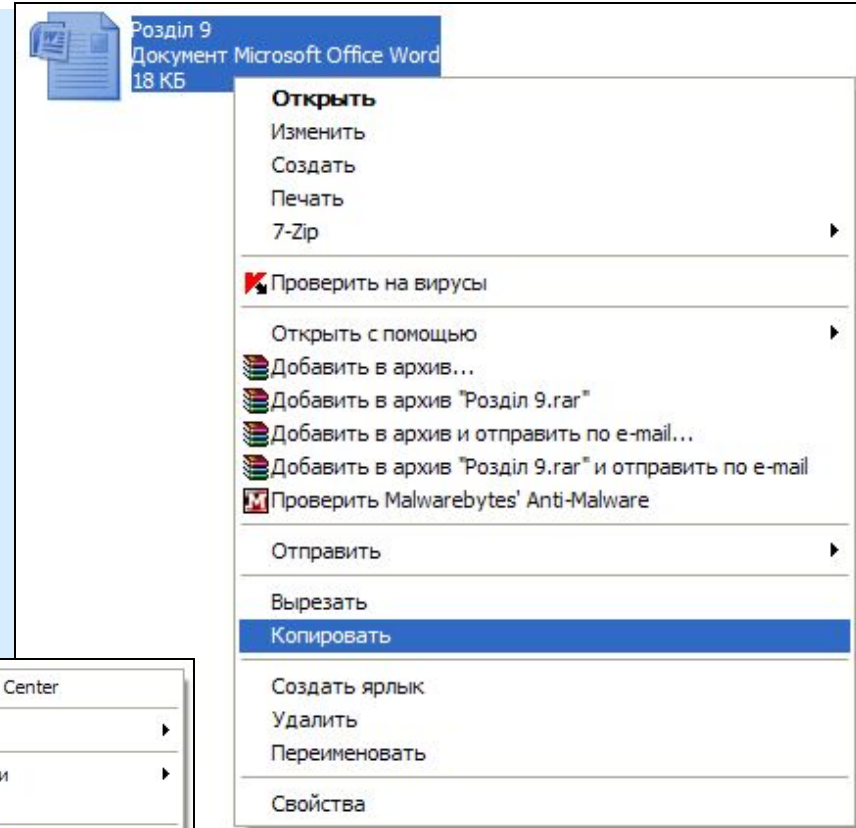 Розділ 9
Документ Microsoft Office Word
18 КБ
Открыть
Изменить
Создать
Печать
7-Zip
Проверить на вирусы
Открыть с помощью
Добавить в архив...
Добавить в архив "Розділ 9.rar"
Добавить в архив и отправить по e-mail...
Добавить в архив "Розділ 9.rar" и отправить по e-mail
Проверить Malwarebytes' Anti-Malware
Отправить
Вырезать
Копировать
Создать ярлык
Удалить
Переименовать
Свойства
Center